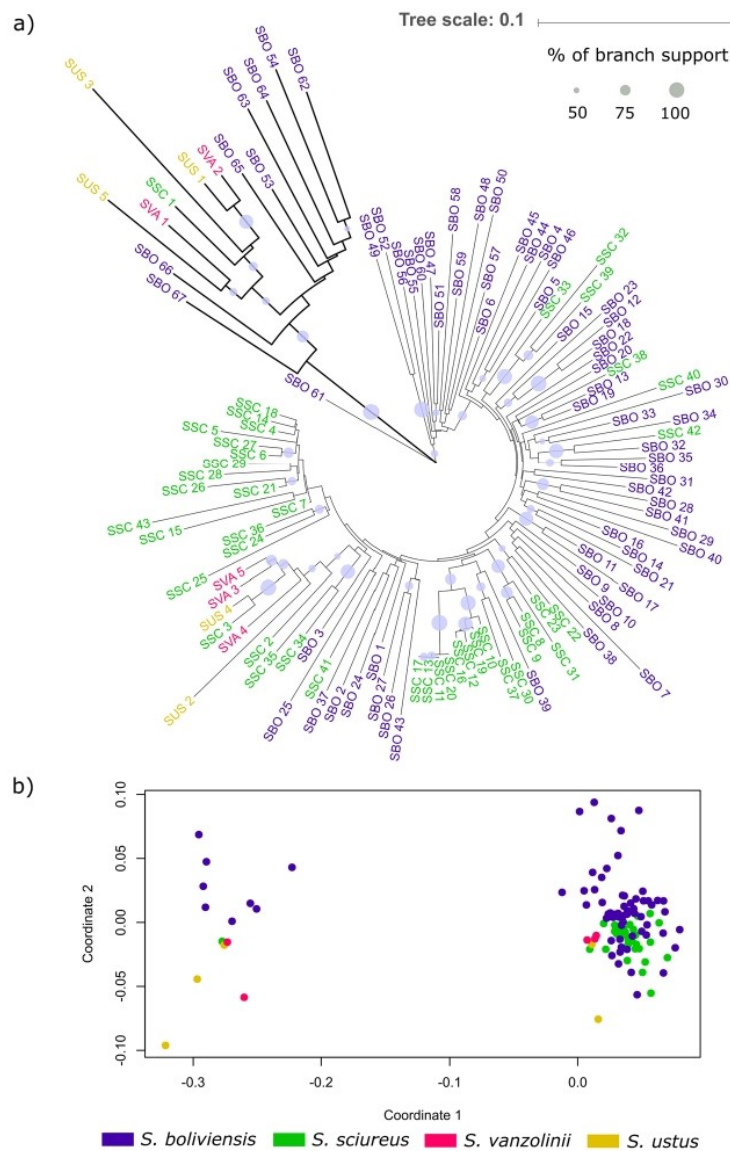 a)
Tree scale: 0.1
% of branch support
50 75 100
SUS 3
SBO 63
SBO 54
SBO 64
SBO 62
SUS 5
SSC 1
SVA 1
SUS 1
SVA 2
SBO 65
SBO 53
SBO 66
SBO 67
SBO 61
SBO 49
SBO 52
SBO 56
SBO 55
SBO 60
SBO 47
SBO 51
SBO 58
SBO 59
SBO 48
SBO 50
SBO 57
SBO 6
SBO 45
SBO 44
SBO 4
SBO 46
SBO 5
SSC 33
SSC 32
SSC 39
SBO 15
SBO 23
SBO 12
SBO 18
SBO 22
SBO 20
SSC 38
SBO 13
SBO 19
SSC 40
SBO 30
SBO 33
SBO 34
SSC 42
SBO 32
SBO 35
SBO 36
SBO 31
SBO 42
SBO 28
SBO 41
SBO 29
SBO 40
SBO 16
SBO 14
SBO 21
SBO 11
SBO 17
SBO 9
SBO 10
SBO 8
SBO 7
SBO 38
SSC 22
SSC 23
SSC 31
SSC 8
SSC 9
SBO 39
SSC 30
SSC 37
SSC 10
SSC 19
SSC 12
SSC 16
SSC 20
SSC 11
SSC 13
SSC 17
SBO 43
SBO 26
SBO 27
SBO 1
SBO 24
SBO 2
SSC 41
SBO 37
SBO 25
SBO 3
SSC 34
SSC 35
SSC 2
SUS 2
SVA 4
SSC 3
SUS 4
SVA 3
SVA 5
SSC 25
SSC 24
SSC 36
SSC 7
SSC 15
SSC 43
SSC 21
SSC 26
SSC 28
SSC 29
SSC 6
SSC 27
SSC 5
SSC 4
SSC 14
SSC 18
b)
0.10
0.05
0.00
-0.05
-0.10
Coordinate 2
-0.3 -0.2 -0.1 0.0
Coordinate 1
S. boliviensis S. sciureus S. vanzolinii S. ustus